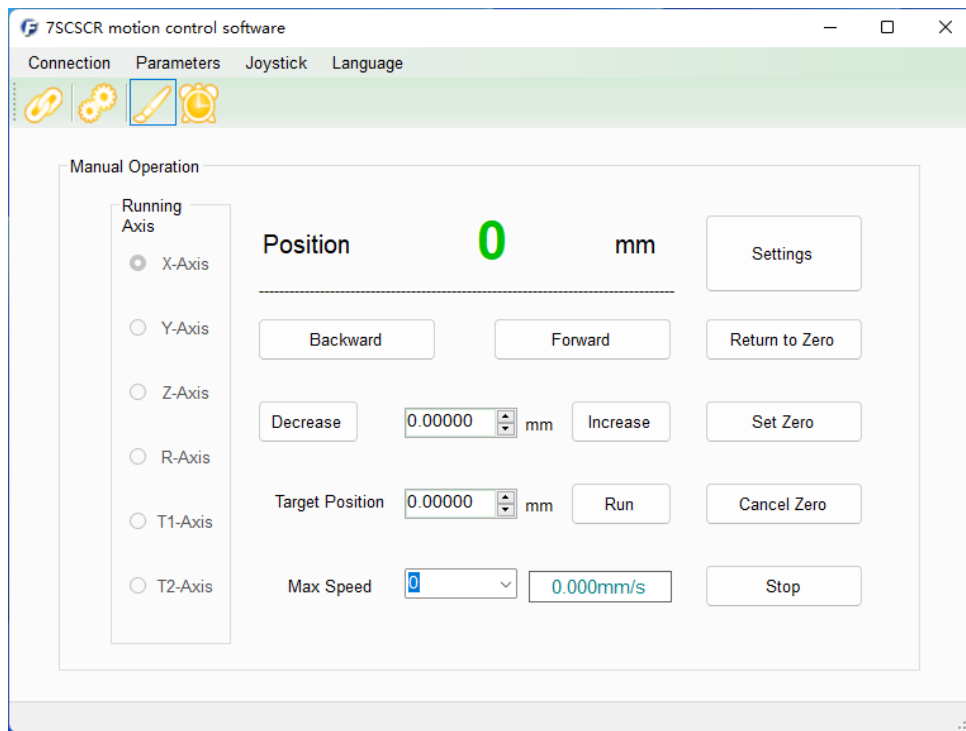 7SCSCR motion control software
Connection Parameters Joystick Language
Manual Operation
Running
Axis
X-Axis
Y-Axis
Z-Axis
R-Axis
T1-Axis
T2-Axis
Position 0 mm
Settings
Backward Forward Return to Zero
Decrease 0.00000 mm Increase Set Zero
Target Position 0.00000 mm Run Cancel Zero
Max Speed 0 0.000mm/s Stop